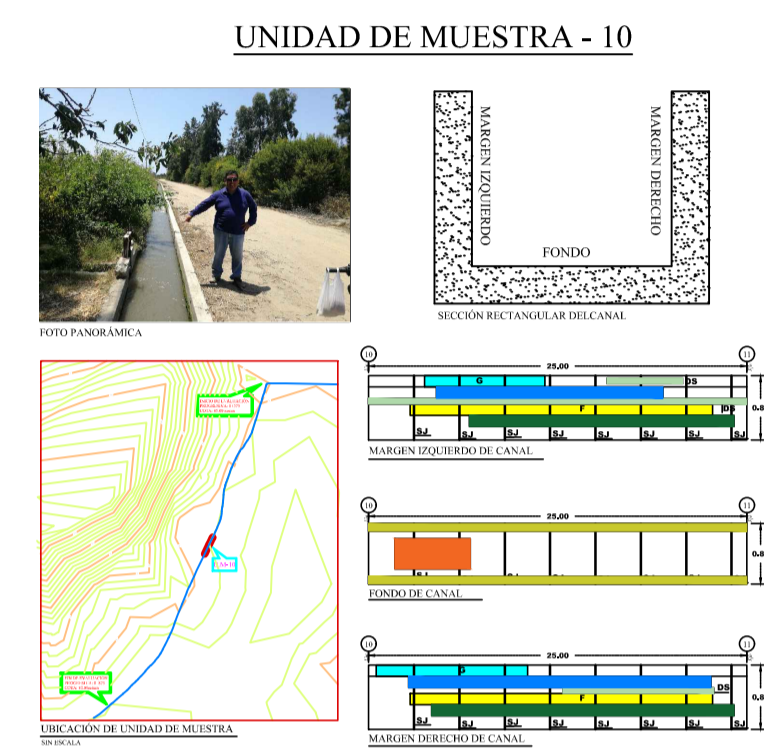 UNIDAD DE MUESTRA - 10
MARGEN IZQUIERDO
MARGEN DERECHO
FONDO
FOTO PANORÁMICA
SECCIÓN RECTANGULAR DELCANAL
10
11
25.00
G
DS
F
DS
0.8
SJ SJ SJ SJ SJ SJ SJ SJ
MARGEN IZQUIERDO DE CANAL
10
11
25.00
0.8
FONDO DE CANAL
U.M-10
10
11
25.00
G
DS
F
0.8
SJ SJ SJ SJ SJ SJ SJ SJ
MARGEN DERECHO DE CANAL
UBICACIÓN DE UNIDAD DE MUESTRA
SIN ESCALA